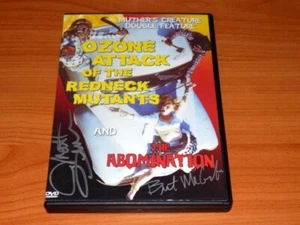 MUTHER'S CREATURE
DOUBLE FEATURE
OZONE
ATTACK
OF THE
REDNECK
MUTANTS
AND
THE
ABOMINATION
DVD